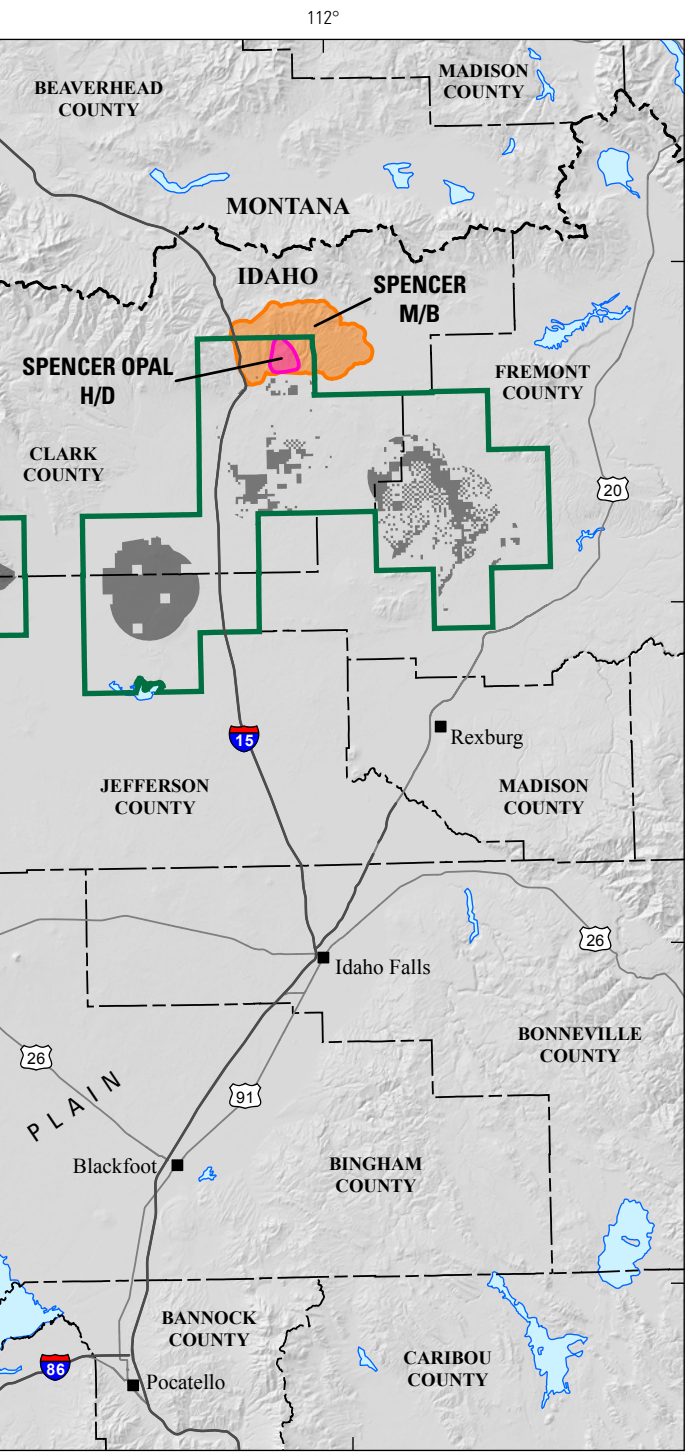 112°
BEAVERHEAD
COUNTY
MADISON
COUNTY
MONTANA
IDAHO
SPENCER
M/B
SPENCER OPAL
H/D
FREMONT
COUNTY
CLARK
COUNTY
20
15
Rexburg
JEFFERSON
COUNTY
MADISON
COUNTY
26
Idaho Falls
BONNEVILLE
COUNTY
26
91
PLAIN
Blackfoot
BINGHAM
COUNTY
BANNOCK
COUNTY
CARIBOU
COUNTY
86
Pocatello